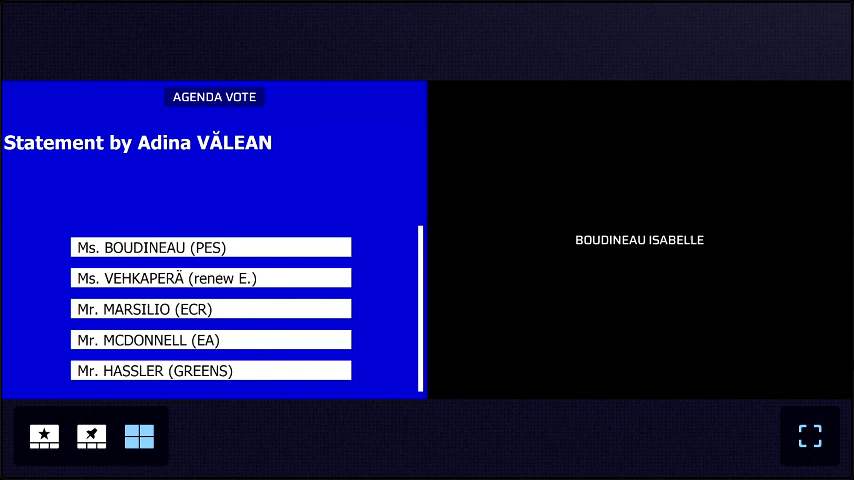 AGENDA VOTE
Statement by Adina VĂLEAN
Ms. BOUDINEAU (PES)
Ms. VEHKAPERÄ (renew E.)
Mr. MARSILIO (ECR)
Mr. MCDONNELL (EA)
Mr. HASSLER (GREENS)
BOUDINEAU ISABELLE